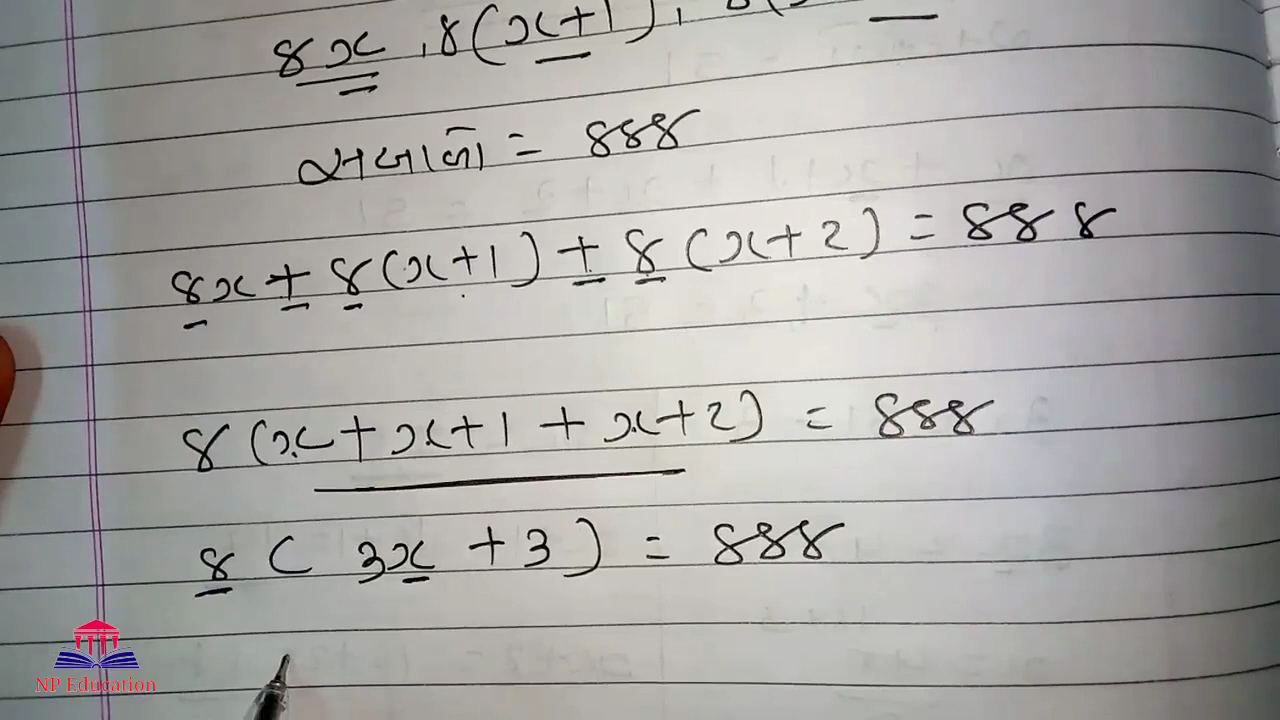 8x , 8(x+1),
સરવાળો = 888
8x + 8(x+1) + 8(x+2) = 888
8(x+x+1+x+2) = 888
8(3x+3) = 888
NP Education